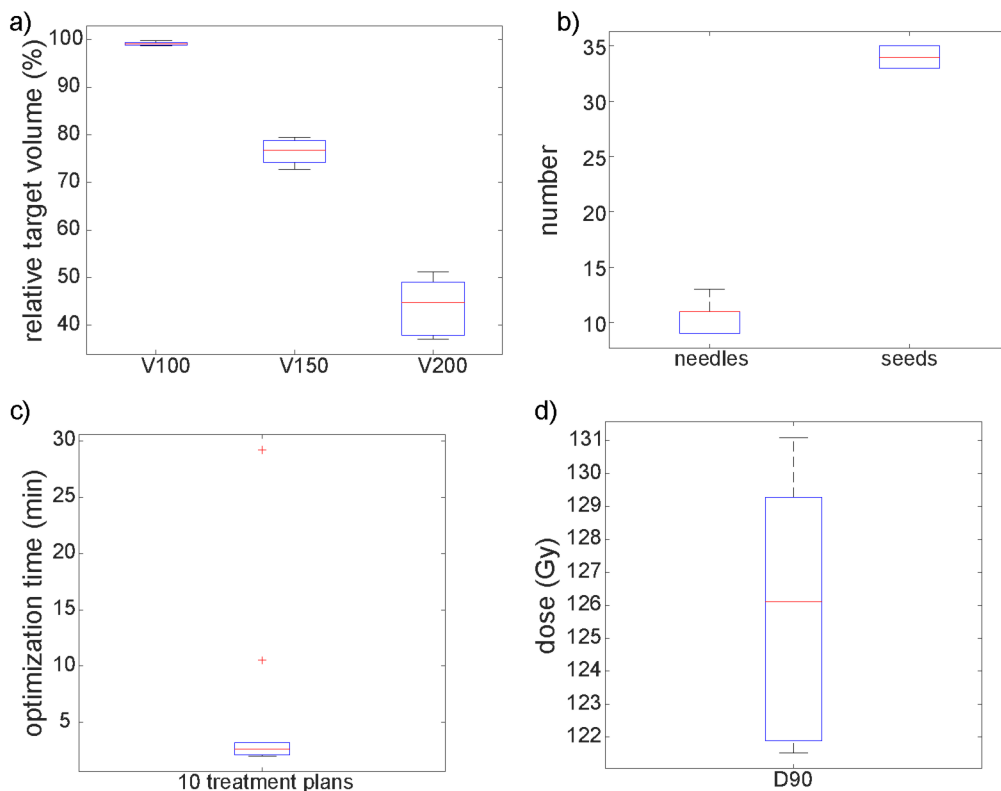 a)
relative target volume (%)
100
90
80
70
60
50
40
V100 V150 V200
b)
number
35
30
25
20
15
10
needles seeds
c)
optimization time (min)
30
25
20
15
10
5
10 treatment plans
d)
dose (Gy)
131
130
129
128
127
126
125
124
123
122
D90